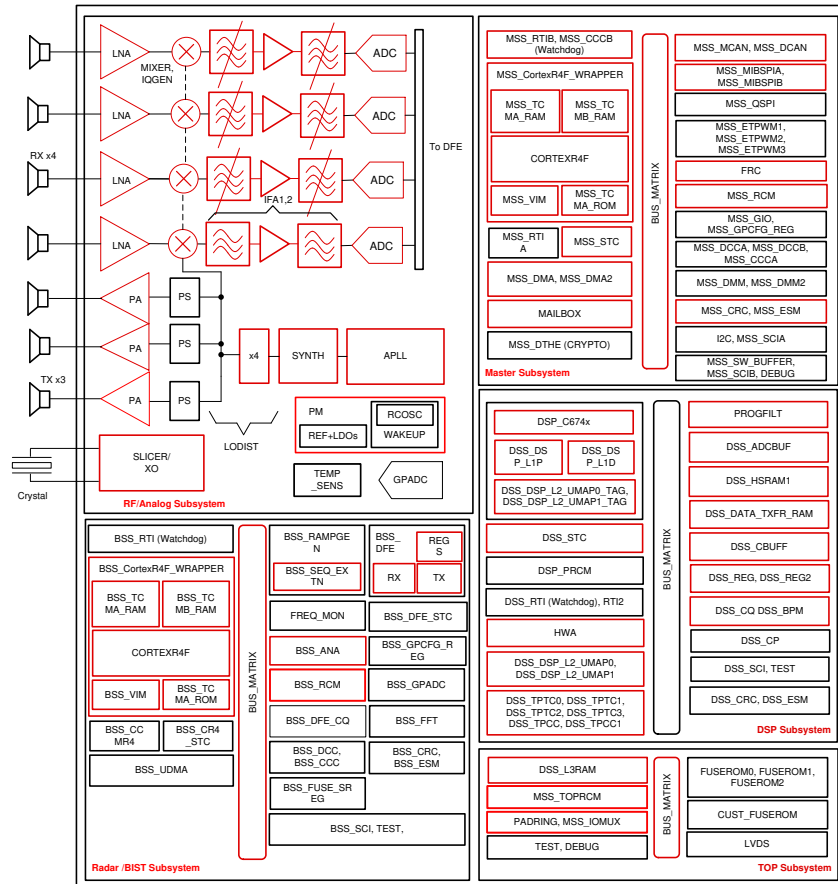 LNA
MIXER,
IQGEN
ADC
LNA
ADC
RX x4
LNA
ADC
To DFE
IFA1,2
LNA
ADC
PA
PS
PA
PS
x4
SYNTH
APLL
TX x3
PA
PS
LODIST
PM
REF+LDOs
RCOSC
WAKEUP
SLICER/
XO
TEMP
_SENS
GPADC
Crystal
RF/Analog Subsystem
MSS_RTIB, MSS_CCCB
(Watchdog)
MSS_CortexR4F_WRAPPER
MSS_TC
MA_RAM
MSS_TC
MB_RAM
CORTEXR4F
MSS_VIM
MSS_TC
MA_ROM
MSS_RTI
A
MSS_STC
MSS_DMA, MSS_DMA2
MAILBOX
MSS_DTHE (CRYPTO)
Master Subsystem
BUS_MATRIX
MSS_MCAN, MSS_DCAN
MSS_MIBSPIA,
MSS_MIBSPIB
MSS_QSPI
MSS_ETPWM1,
MSS_ETPWM2,
MSS_ETPWM3
FRC
MSS_RCM
MSS_GIO,
MSS_GPCFG_REG
MSS_DCCA, MSS_DCCB,
MSS_CCCA
MSS_DMM, MSS_DMM2
MSS_CRC, MSS_ESM
I2C, MSS_SCIA
MSS_SW_BUFFER,
MSS_SCIB, DEBUG
DSP_C674x
DSS_DS
P_L1P
DSS_DS
P_L1D
DSS_DSP_L2_UMAP0_TAG,
DSS_DSP_L2_UMAP1_TAG
DSS_STC
DSP_PRCM
DSS_RTI (Watchdog), RTI2
HWA
DSS_DSP_L2_UMAP0,
DSS_DSP_L2_UMAP1
DSS_TPTC0, DSS_TPTC1,
DSS_TPTC2, DSS_TPTC3,
DSS_TPCC, DSS_TPCC1
BUS_MATRIX
PROGFILT
DSS_ADCBUF
DSS_HSRAM1
DSS_DATA_TXFR_RAM
DSS_CBUFF
DSS_REG, DSS_REG2
DSS_CQ DSS_BPM
DSS_CP
DSS_SCI, TEST
DSS_CRC, DSS_ESM
DSP Subsystem
BSS_RTI (Watchdog)
BSS_CortexR4F_WRAPPER
BSS_TC
MA_RAM
BSS_TC
MB_RAM
CORTEXR4F
BSS_VIM
BSS_TC
MA_ROM
BSS_CC
MR4
BSS_CR4
_STC
BSS_UDMA
BUS_MATRIX
BSS_RAMPGE
N
BSS_SEQ_EX
TN
BSS_
DFE
REG
S
RX
TX
FREQ_MON
BSS_DFE_STC
BSS_ANA
BSS_GPCFG_R
EG
BSS_RCM
BSS_GPADC
BSS_DFE_CQ
BSS_FFT
BSS_DCC,
BSS_CCC
BSS_CRC,
BSS_ESM
BSS_FUSE_SR
EG
BSS_SCI, TEST,
Radar /BIST Subsystem
DSS_L3RAM
MSS_TOPRCM
PADRING, MSS_IOMUX
TEST, DEBUG
BUS_MATRIX
FUSEROM0, FUSEROM1,
FUSEROM2
CUST_FUSEROM
LVDS
TOP Subsystem